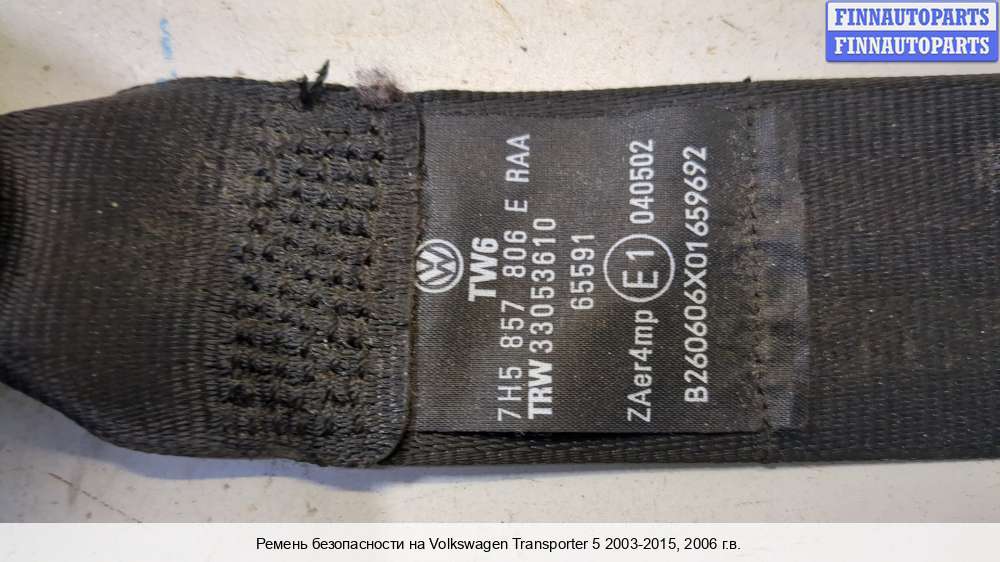 FINNAUTOPARTS
FINNAUTOPARTS
TW6
7H5 857 806 E RAA
TRW 33053610
65591
ZAer4mp E1 040502
B260606X01659692
Ремень безопасности на Volkswagen Transporter 5 2003-2015, 2006 г.в.